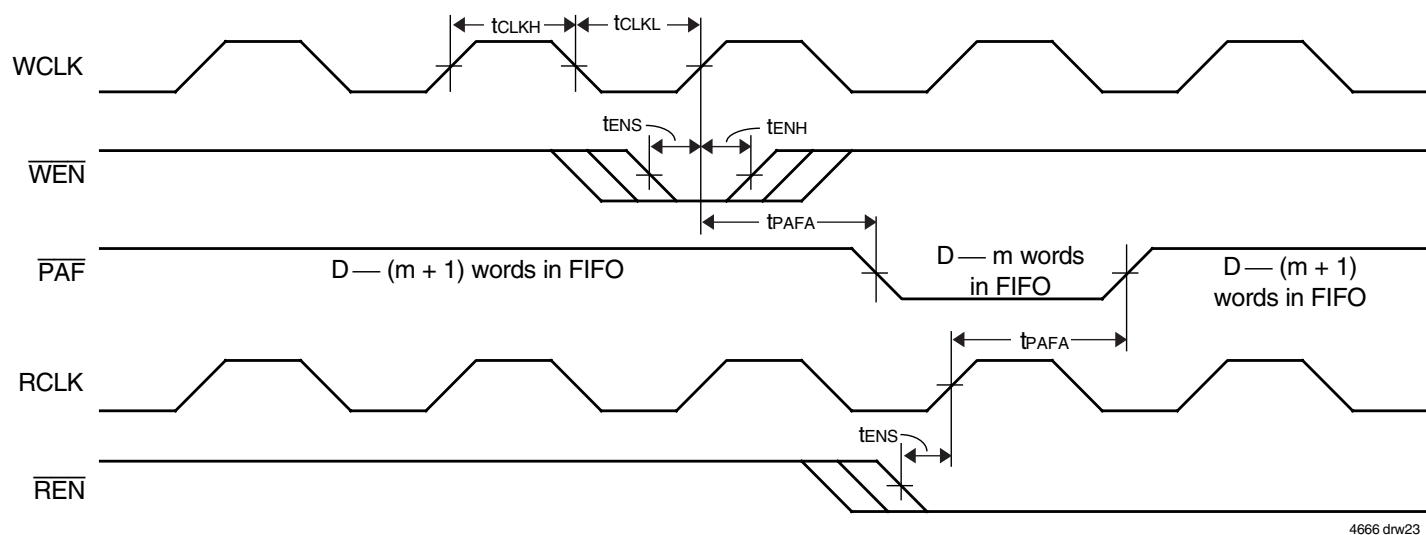 tCLKH
tCLKL
WCLK
tENS
tENH
WEN
tPAFA
PAF
D — (m + 1) words in FIFO
D — m words
in FIFO
D — (m + 1)
words in FIFO
tPAFA
RCLK
tENS
REN
4666 drw23